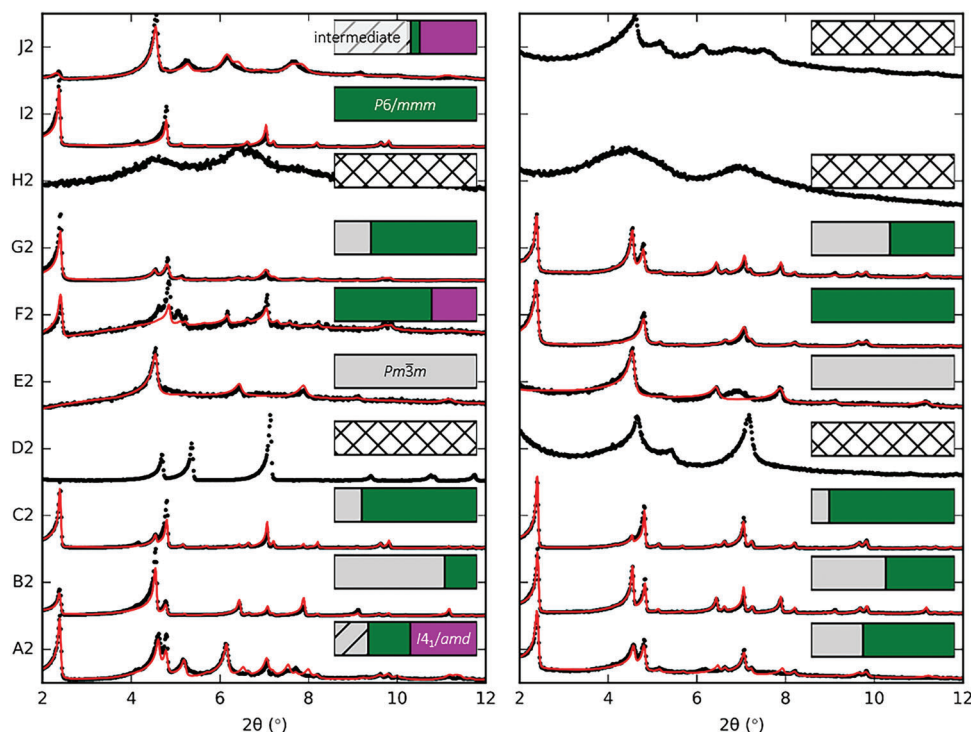 J2
intermediate
I2
P6/mmm
H2
G2
F2
E2
Pm3̄m
D2
C2
B2
A2
I4₁/amd
2 4 6 8 10 12
2θ (°)
2 4 6 8 10 12
2θ (°)